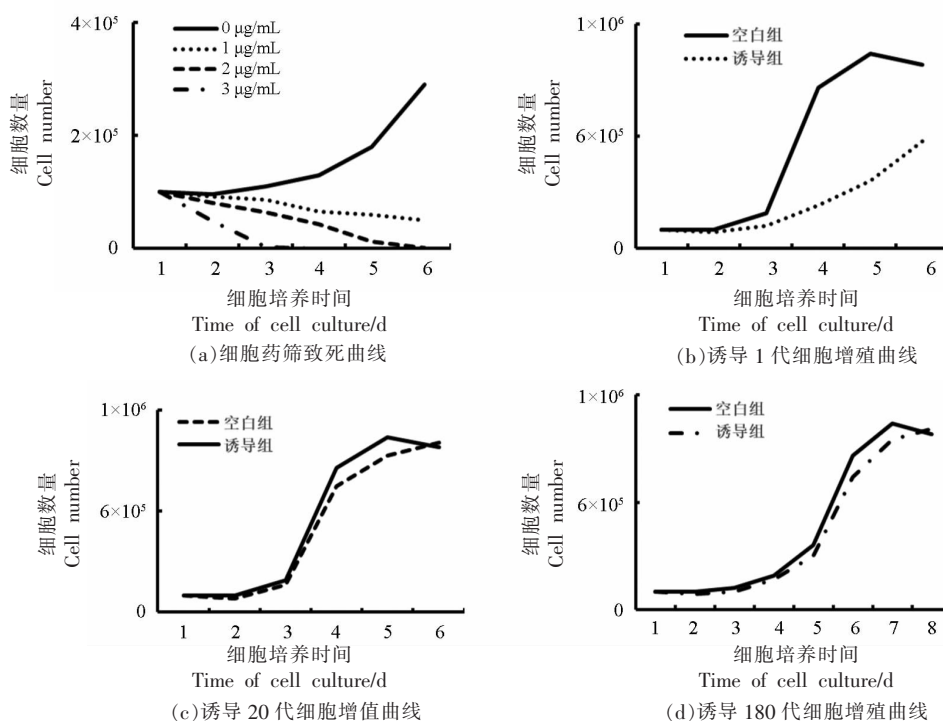 4×10⁵
2×10⁵
0
细胞数量
Cell number
0 μg/mL
1 μg/mL
2 μg/mL
3 μg/mL
1 2 3 4 5 6
细胞培养时间
Time of cell culture/d
(a)细胞药筛致死曲线
1×10⁶
6×10⁵
0
细胞数量
Cell number
空白组
诱导组
1 2 3 4 5 6
细胞培养时间
Time of cell culture/d
(b)诱导1代细胞增殖曲线
1×10⁶
6×10⁵
0
细胞数量
Cell number
空白组
诱导组
1 2 3 4 5 6
细胞培养时间
Time of cell culture/d
(c)诱导20代细胞增值曲线
1×10⁶
6×10⁵
0
细胞数量
Cell number
空白组
诱导组
1 2 3 4 5 6 7 8
细胞培养时间
Time of cell culture/d
(d)诱导180代细胞增殖曲线